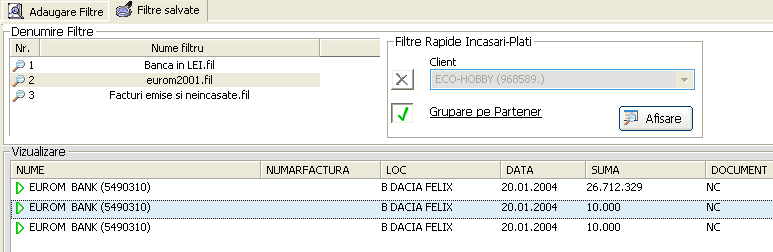 Adaugare Filtre Filtre salvate
Denumire Filtre
Nr. Nume filtru
1 Banca in LEI.fil
2 eurom2001.fil
3 Facturi emise si neincasate.fil
Filtre Rapide Incasari-Plati
Client
ECO-HOBBY (968589.)
Grupare pe Partener
Afisare
Vizualizare
NUME NUMARFACTURA LOC DATA SUMA DOCUMENT
EUROM BANK (5490310) B DACIA FELIX 20.01.2004 26.712.329 NC
EUROM BANK (5490310) B DACIA FELIX 20.01.2004 10.000 NC
EUROM BANK (5490310) B DACIA FELIX 20.01.2004 10.000 NC